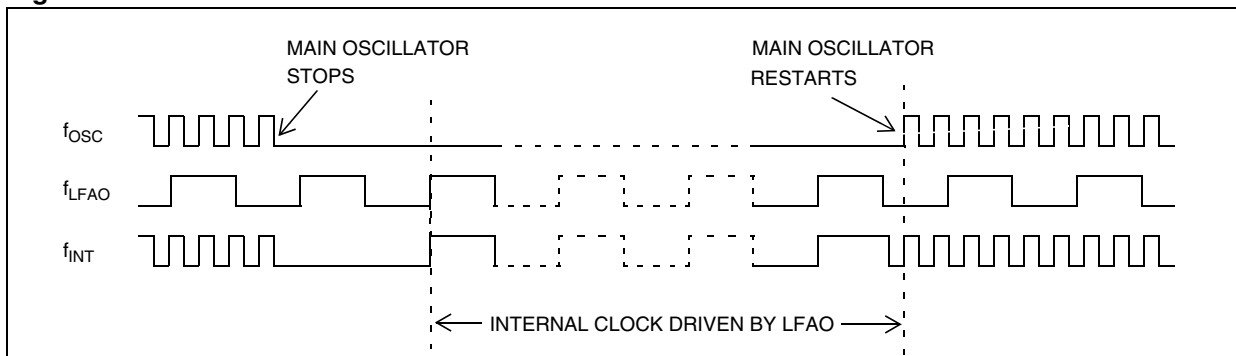 MAIN OSCILLATOR
STOPS
MAIN OSCILLATOR
RESTARTS
fOSC
fLFAO
fINT
INTERNAL CLOCK DRIVEN BY LFAO